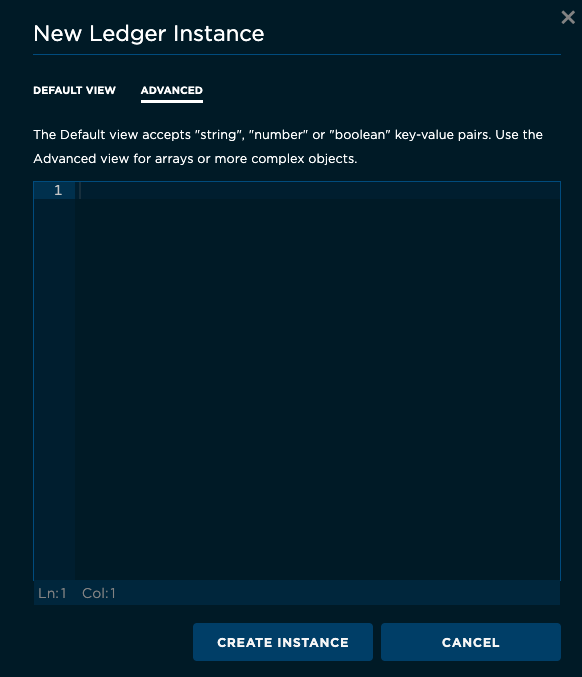 New Ledger Instance
DEFAULT VIEW ADVANCED
The Default view accepts "string", "number" or "boolean" key-value pairs. Use the
Advanced view for arrays or more complex objects.
1
Ln:1 Col:1
CREATE INSTANCE CANCEL